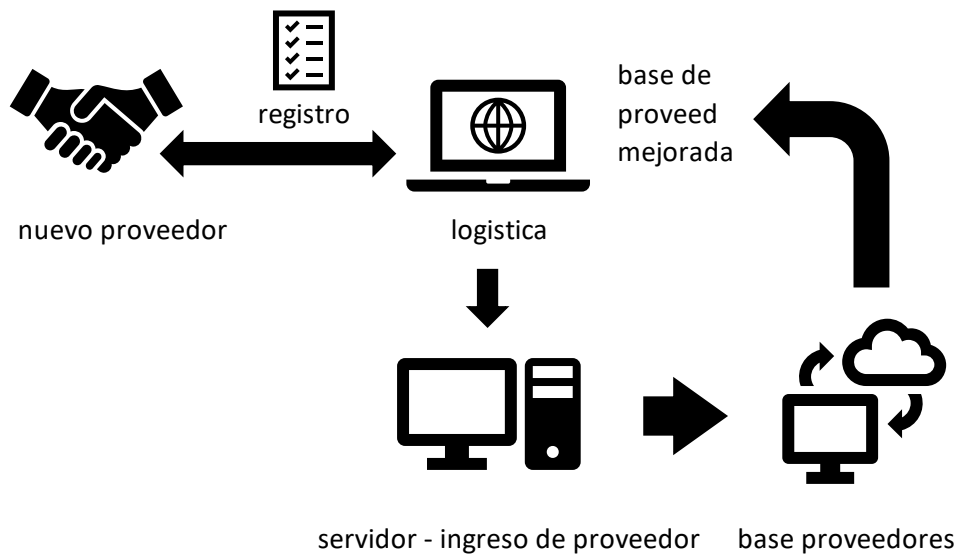 registro
base de
proveed
mejorada
nuevo proveedor
logistica
servidor - ingreso de proveedor
base proveedores